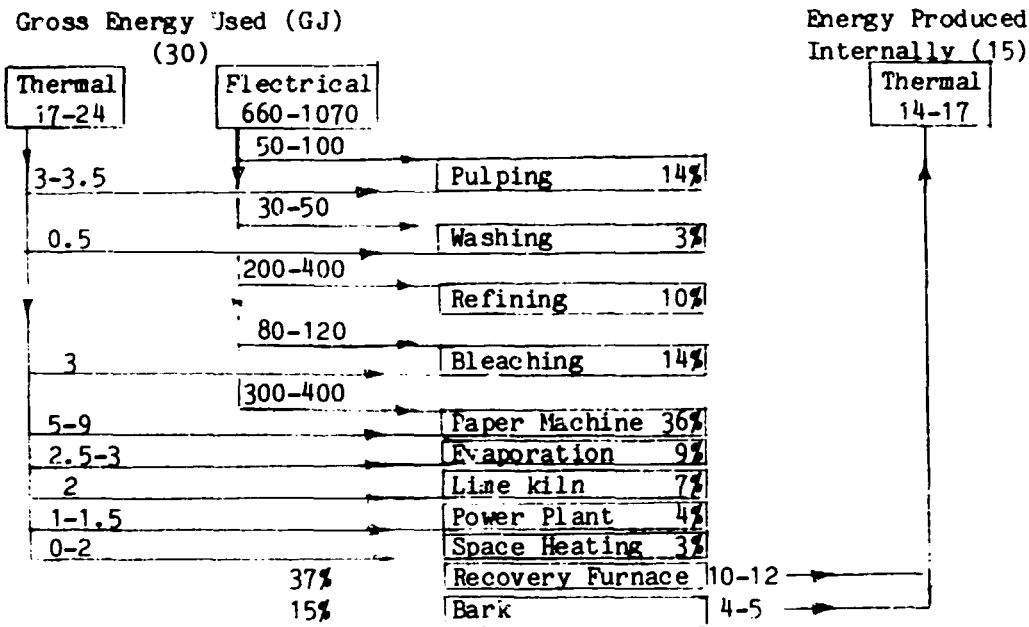 Gross Energy Used (GJ)
(30)
Energy Produced
Internally (15)
Thermal
17-24
Flectrical
660-1070
Thermal
14-17
50-100
3-3.5
Pulping 14%
30-50
0.5
Washing 3%
200-400
Refining 10%
80-120
3
Bleaching 14%
300-400
5-9
Paper Machine 36%
2.5-3
Evaporation 9%
2
Lime kiln 7%
1-1.5
Power Plant 4%
0-2
Space Heating 3%
37% Recovery Furnace 10-12
15% Bark 4-5